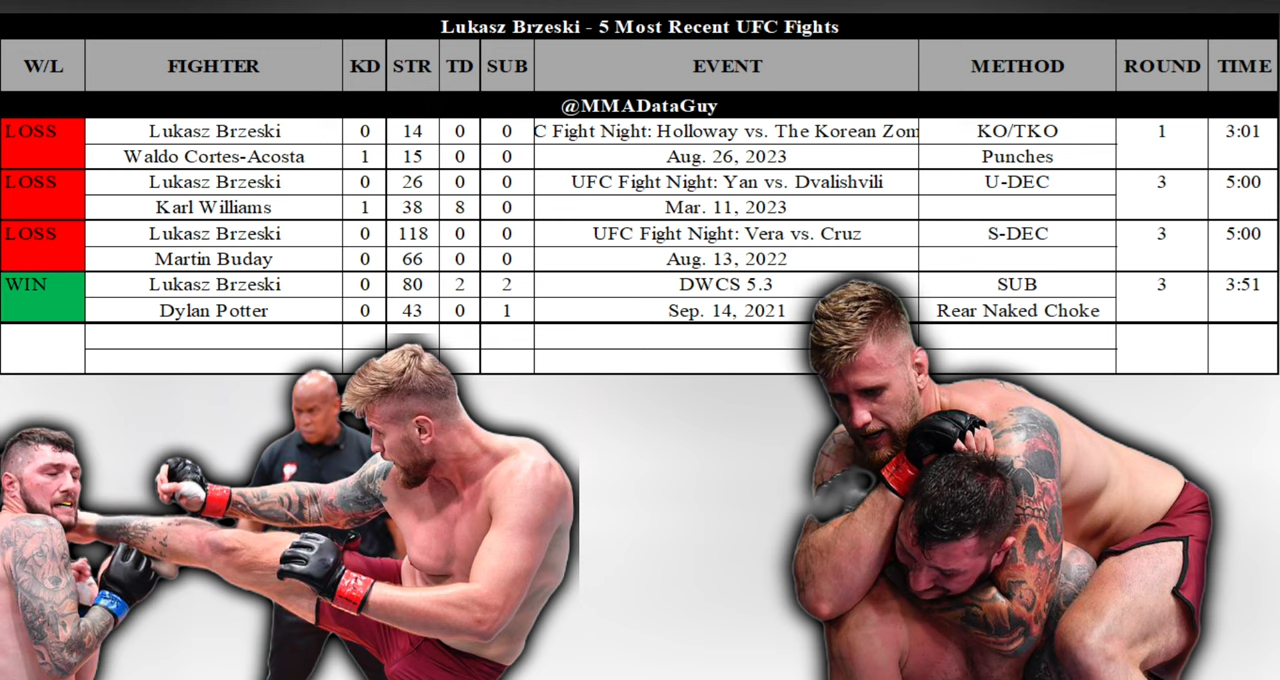 Lukasz Brzeski - 5 Most Recent UFC Fights
W/L FIGHTER KD STR TD SUB EVENT METHOD ROUND TIME
@MMADataGuy
LOSS Lukasz Brzeski 0 14 0 0 C Fight Night: Holloway vs. The Korean Zom KO/TKO 1 3:01
Waldo Cortes-Acosta 1 15 0 0 Aug. 26, 2023 Punches
LOSS Lukasz Brzeski 0 26 0 0 UFC Fight Night: Yan vs. Dvalishvili U-DEC 3 5:00
Karl Williams 1 38 8 0 Mar. 11, 2023
LOSS Lukasz Brzeski 0 118 0 0 UFC Fight Night: Vera vs. Cruz S-DEC 3 5:00
Martin Buday 0 66 0 0 Aug. 13, 2022
WIN Lukasz Brzeski 0 80 2 2 DWCS 5.3 SUB 3 3:51
Dylan Potter 0 43 0 1 Sep. 14, 2021 Rear Naked Choke